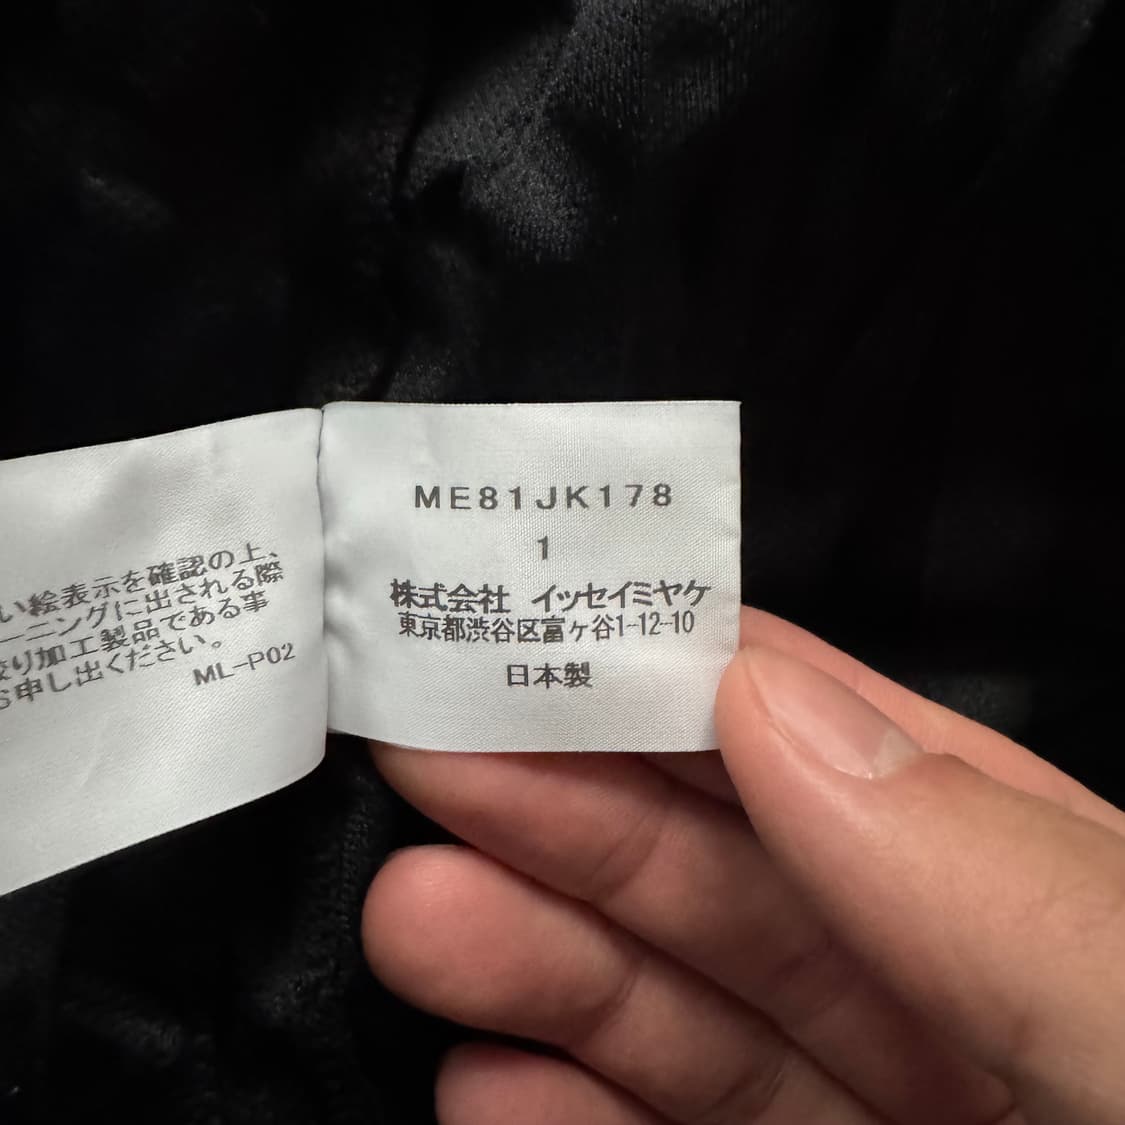 い絵表示を確認の上、
ーニングに出される際
絞り加工製品である事
お申し出ください。
ML-P02
ME81JK178
1
株式会社 イッセイミヤケ
東京都渋谷区富ヶ谷1-12-10
日本製